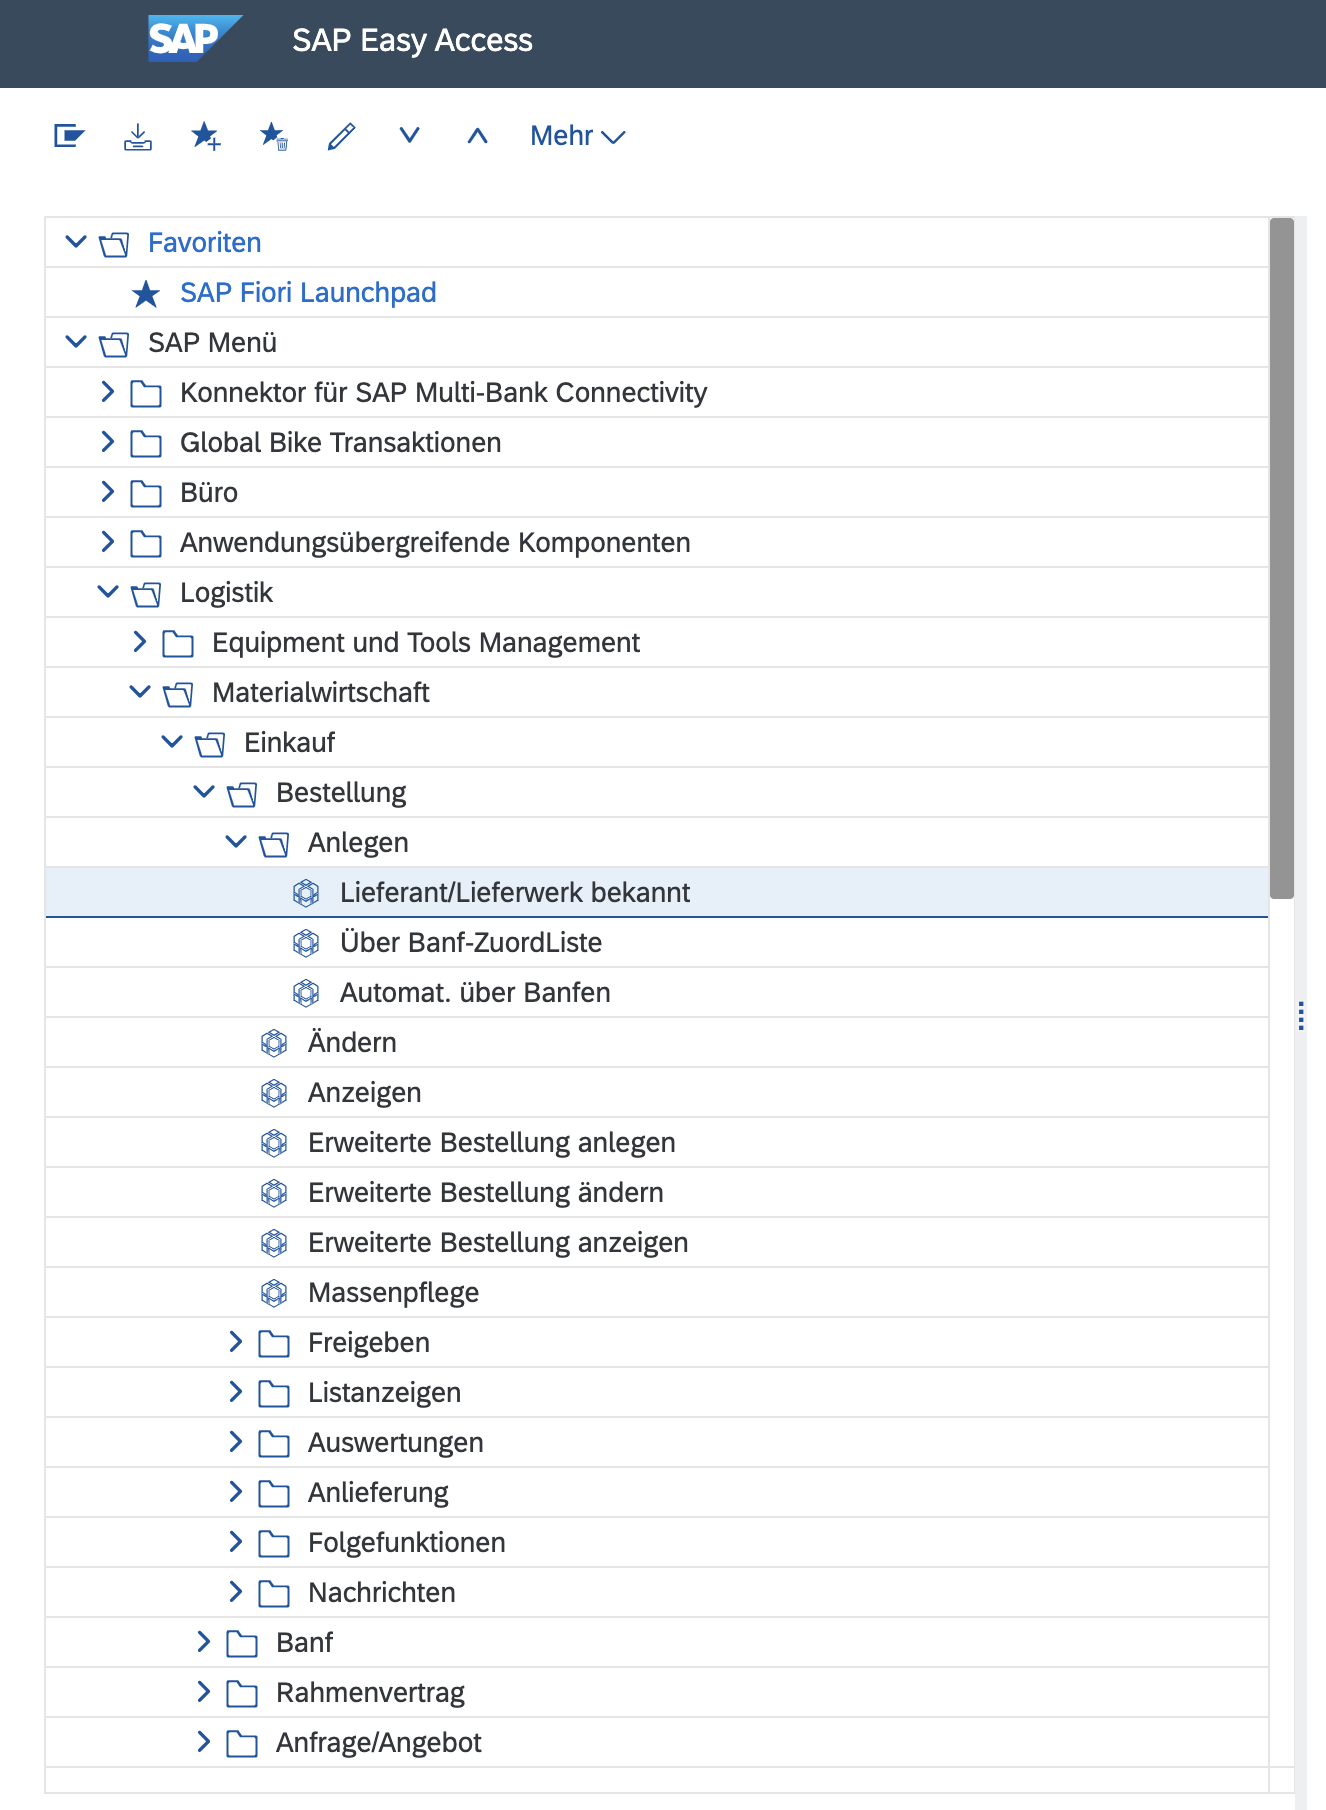 SAP SAP Easy Access
Mehr
Favoriten
SAP Fiori Launchpad
SAP Menü
Konnektor für SAP Multi-Bank Connectivity
Global Bike Transaktionen
Büro
Anwendungsübergreifende Komponenten
Logistik
Equipment und Tools Management
Materialwirtschaft
Einkauf
Bestellung
Anlegen
Lieferant/Lieferwerk bekannt
Über Banf-ZuordListe
Automat. über Banfen
Ändern
Anzeigen
Erweiterte Bestellung anlegen
Erweiterte Bestellung ändern
Erweiterte Bestellung anzeigen
Massenpflege
Freigeben
Listanzeigen
Auswertungen
Anlieferung
Folgefunktionen
Nachrichten
Banf
Rahmenvertrag
Anfrage/Angebot